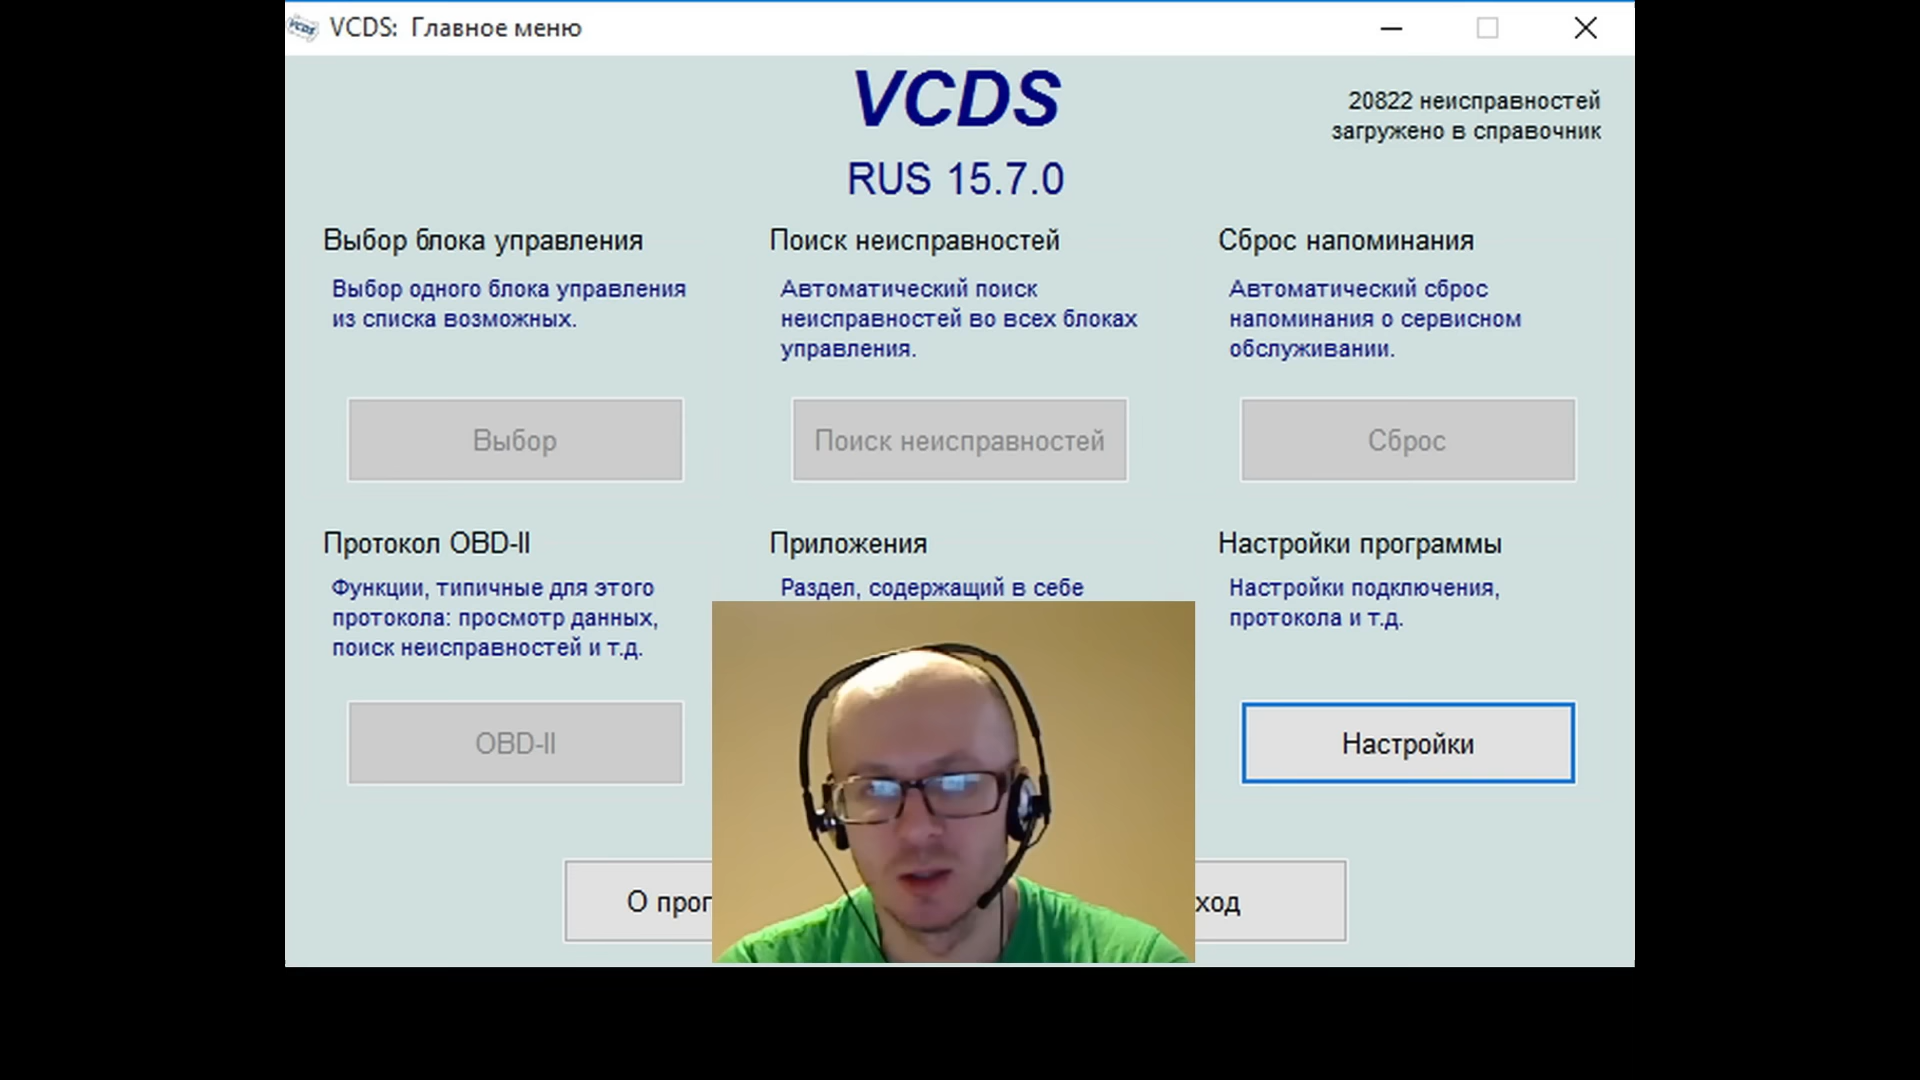 VCDS: Главное меню
VCDS
RUS 15.7.0
20822 неисправностей
загружено в справочник
Выбор блока управления
Выбор одного блока управления
из списка возможных.
Выбор
Поиск неисправностей
Автоматический поиск
неисправностей во всех блоках
управления.
Поиск неисправностей
Сброс напоминания
Автоматический сброс
напоминания о сервисном
обслуживании.
Сброс
Протокол OBD-II
Функции, типичные для этого
протокола: просмотр данных,
поиск неисправностей и т.д.
OBD-II
Приложения
Раздел, содержащий в себе
Настройки программы
Настройки подключения,
протокола и т.д.
Настройки
О прог
ход